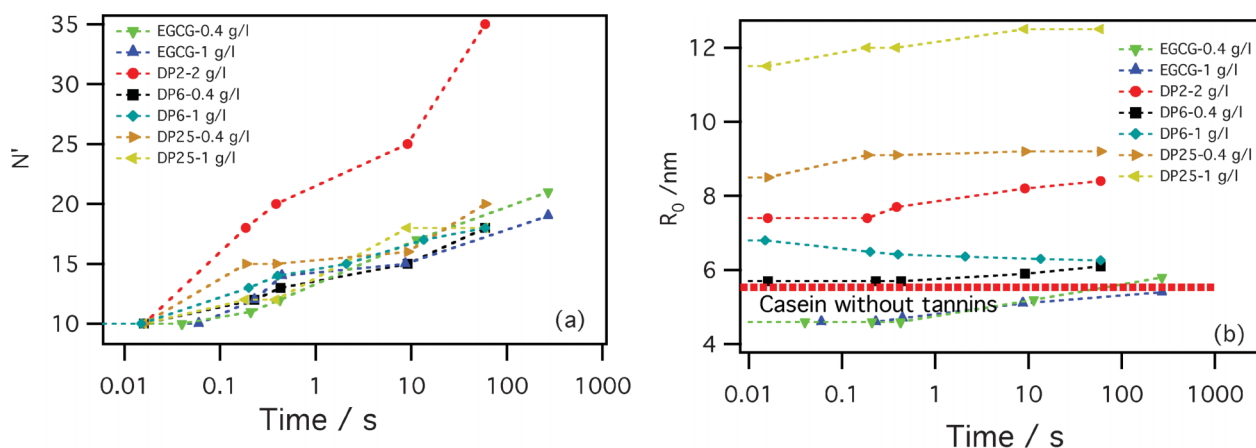 35
30
25
20
15
10
N'
EGCG-0.4 g/l
EGCG-1 g/l
DP2-2 g/l
DP6-0.4 g/l
DP6-1 g/l
DP25-0.4 g/l
DP25-1 g/l
(a)
0.01 0.1 1 10 100 1000
Time / s
12
10
8
6
4
R₀ /nm
EGCG-0.4 g/l
EGCG-1 g/l
DP2-2 g/l
DP6-0.4 g/l
DP6-1 g/l
DP25-0.4 g/l
DP25-1 g/l
Casein without tannins
(b)
0.01 0.1 1 10 100 1000
Time / s